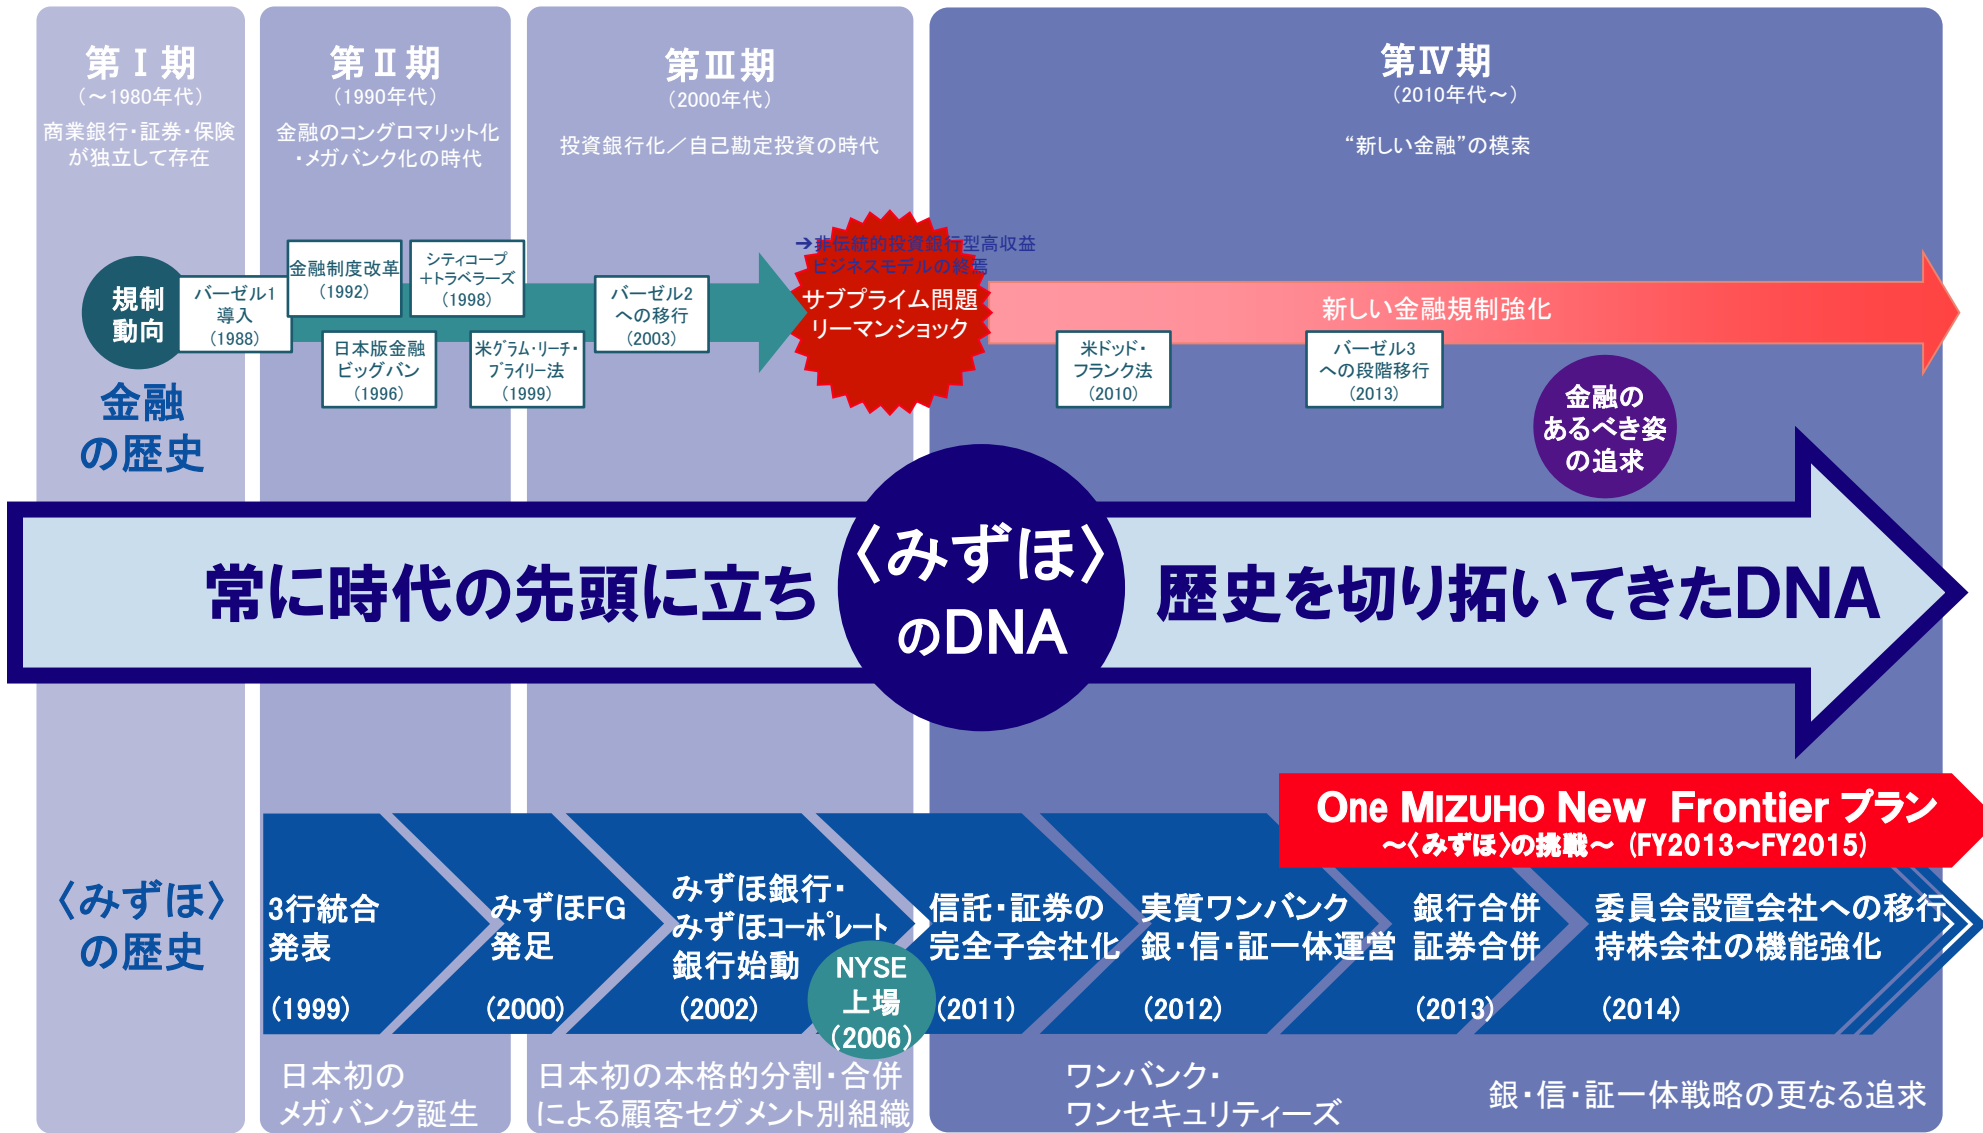 第Ⅰ期
(～1980年代)
商業銀行・証券・保険
が独立して存在
第Ⅱ期
(1990年代)
金融のコングロマリット化
・メガバンク化の時代
第Ⅲ期
(2000年代)
投資銀行化／自己勘定投資の時代
第Ⅳ期
(2010年代～)
“新しい金融”の模索
規制
動向
バーゼル1
導入
(1988)
金融制度改革
(1992)
日本版金融
ビッグバン
(1996)
シティコープ
＋トラベラーズ
(1998)
米グラム・リーチ・
ブライリー法
(1999)
バーゼル2
への移行
(2003)
➔非伝統的投資銀行型高収益
ビジネスモデルの終焉
サブプライム問題
リーマンショック
新しい金融規制強化
米ドッド・
フランク法
(2010)
バーゼル3
への段階移行
(2013)
金融の
あるべき姿
の追求
金融
の歴史
常に時代の先頭に立ち
〈みずほ〉
のDNA
歴史を切り拓いてきたDNA
One MIZUHO New Frontier プラン
～〈みずほ〉の挑戦～ (FY2013～FY2015)
〈みずほ〉
の歴史
3行統合
発表
(1999)
みずほFG
発足
(2000)
みずほ銀行・
みずほコーポレート
銀行始動
(2002)
NYSE
上場
(2006)
信託・証券の
完全子会社化
(2011)
実質ワンバンク
銀・信・証一体運営
(2012)
銀行合併
証券合併
(2013)
委員会設置会社への移行
持株会社の機能強化
(2014)
日本初の
メガバンク誕生
日本初の本格的分割・合併
による顧客セグメント別組織
ワンバンク・
ワンセキュリティーズ
銀・信・証一体戦略の更なる追求